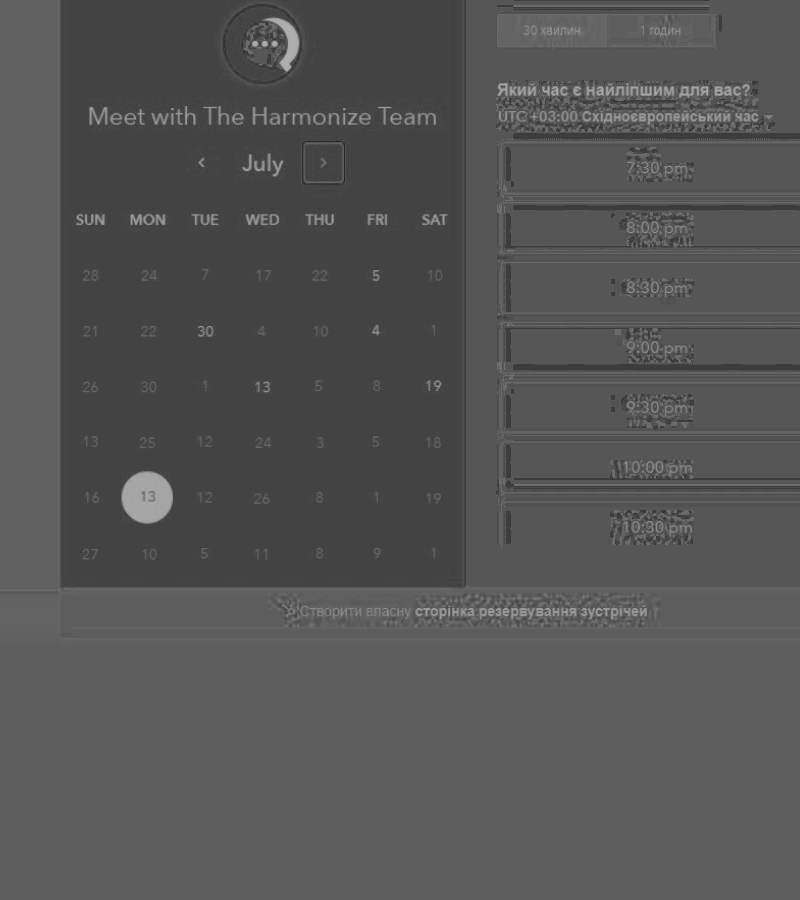 Meet with The Harmonize Team
July
SUN MON TUE WED THU FRI SAT
28 24 7 17 22 5 10
21 22 30 4 10 4 1
26 30 1 13 5 8 19
13 25 12 24 3 5 18
16 13 12 26 8 1 19
27 10 5 11 8 9 1
30 хвилин 1 годин
Який час є найліпшим для вас?
UTC +03:00 Східноєвропейський час
7:30 pm
8:00 pm
8:30 pm
9:00 pm
9:30 pm
10:00 pm
10:30 pm
Створити власну сторінка резервування зустрічей